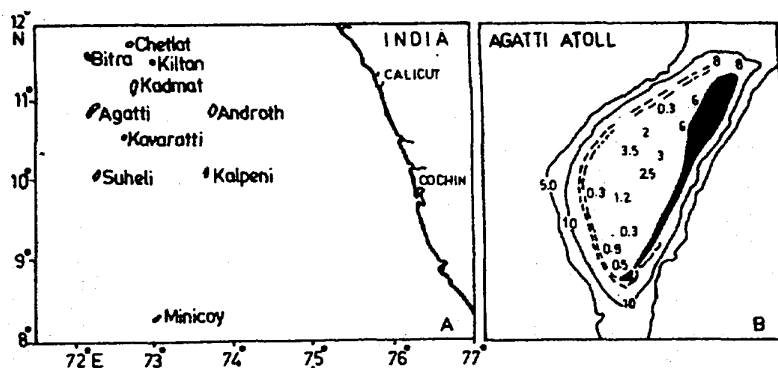 12°
N
11°
10°
9°
8°
72°E 73° 74° 75° 76° 77°
INDIA
Chetlat
Bitra
Kiltan
Kadmat
CALICUT
Agatti Androth
Kavaratti
Suheli Kalpeni
COCHIN
Minicoy
A
AGATTI ATOLL
8 8
0.3 6
2 6
3.5 3
2.5
5.0 0.3 1.2
10
0.3
0.9
0.5
10
B